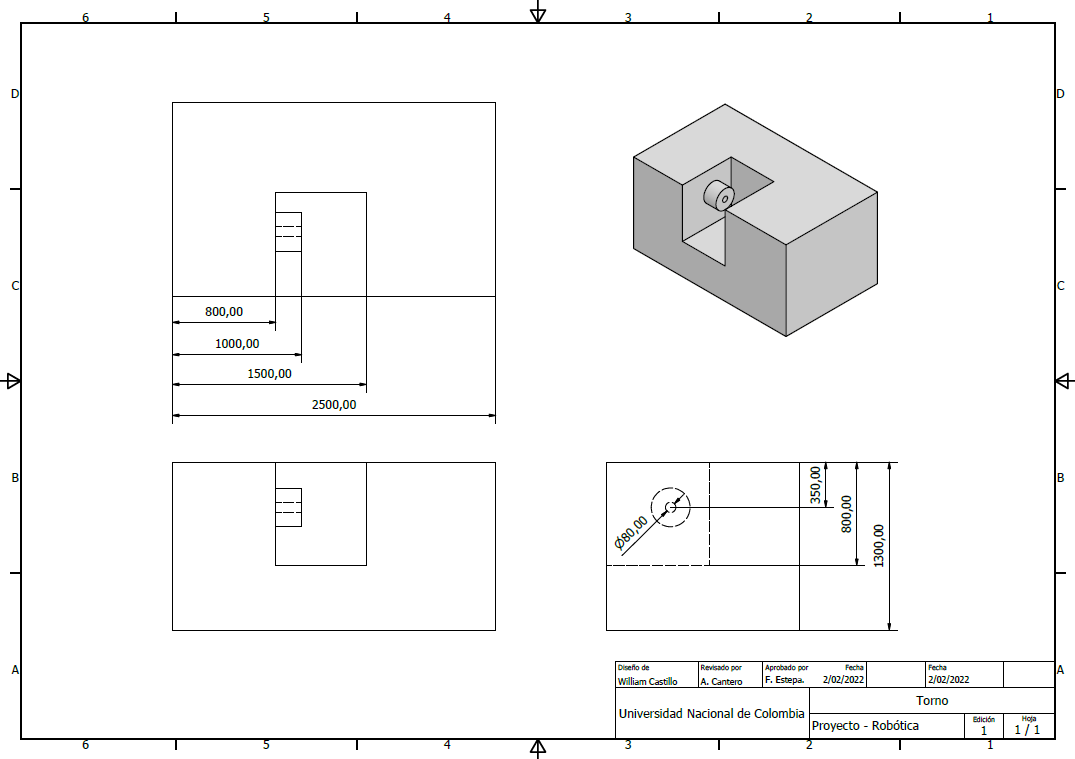 6 5 4 3 2 1
D D
C C
B B
A A
800,00
1000,00
1500,00
2500,00
350,00
800,00
1300,00
Ø80,00
Diseño de Revisado por Aprobado por Fecha Fecha
William Castillo A. Cantero F. Estepa. 2/02/2022 2/02/2022
Universidad Nacional de Colombia
Torno
Proyecto - Robótica
Edición
1
Hoja
1 / 1
6 5 4 3 2 1